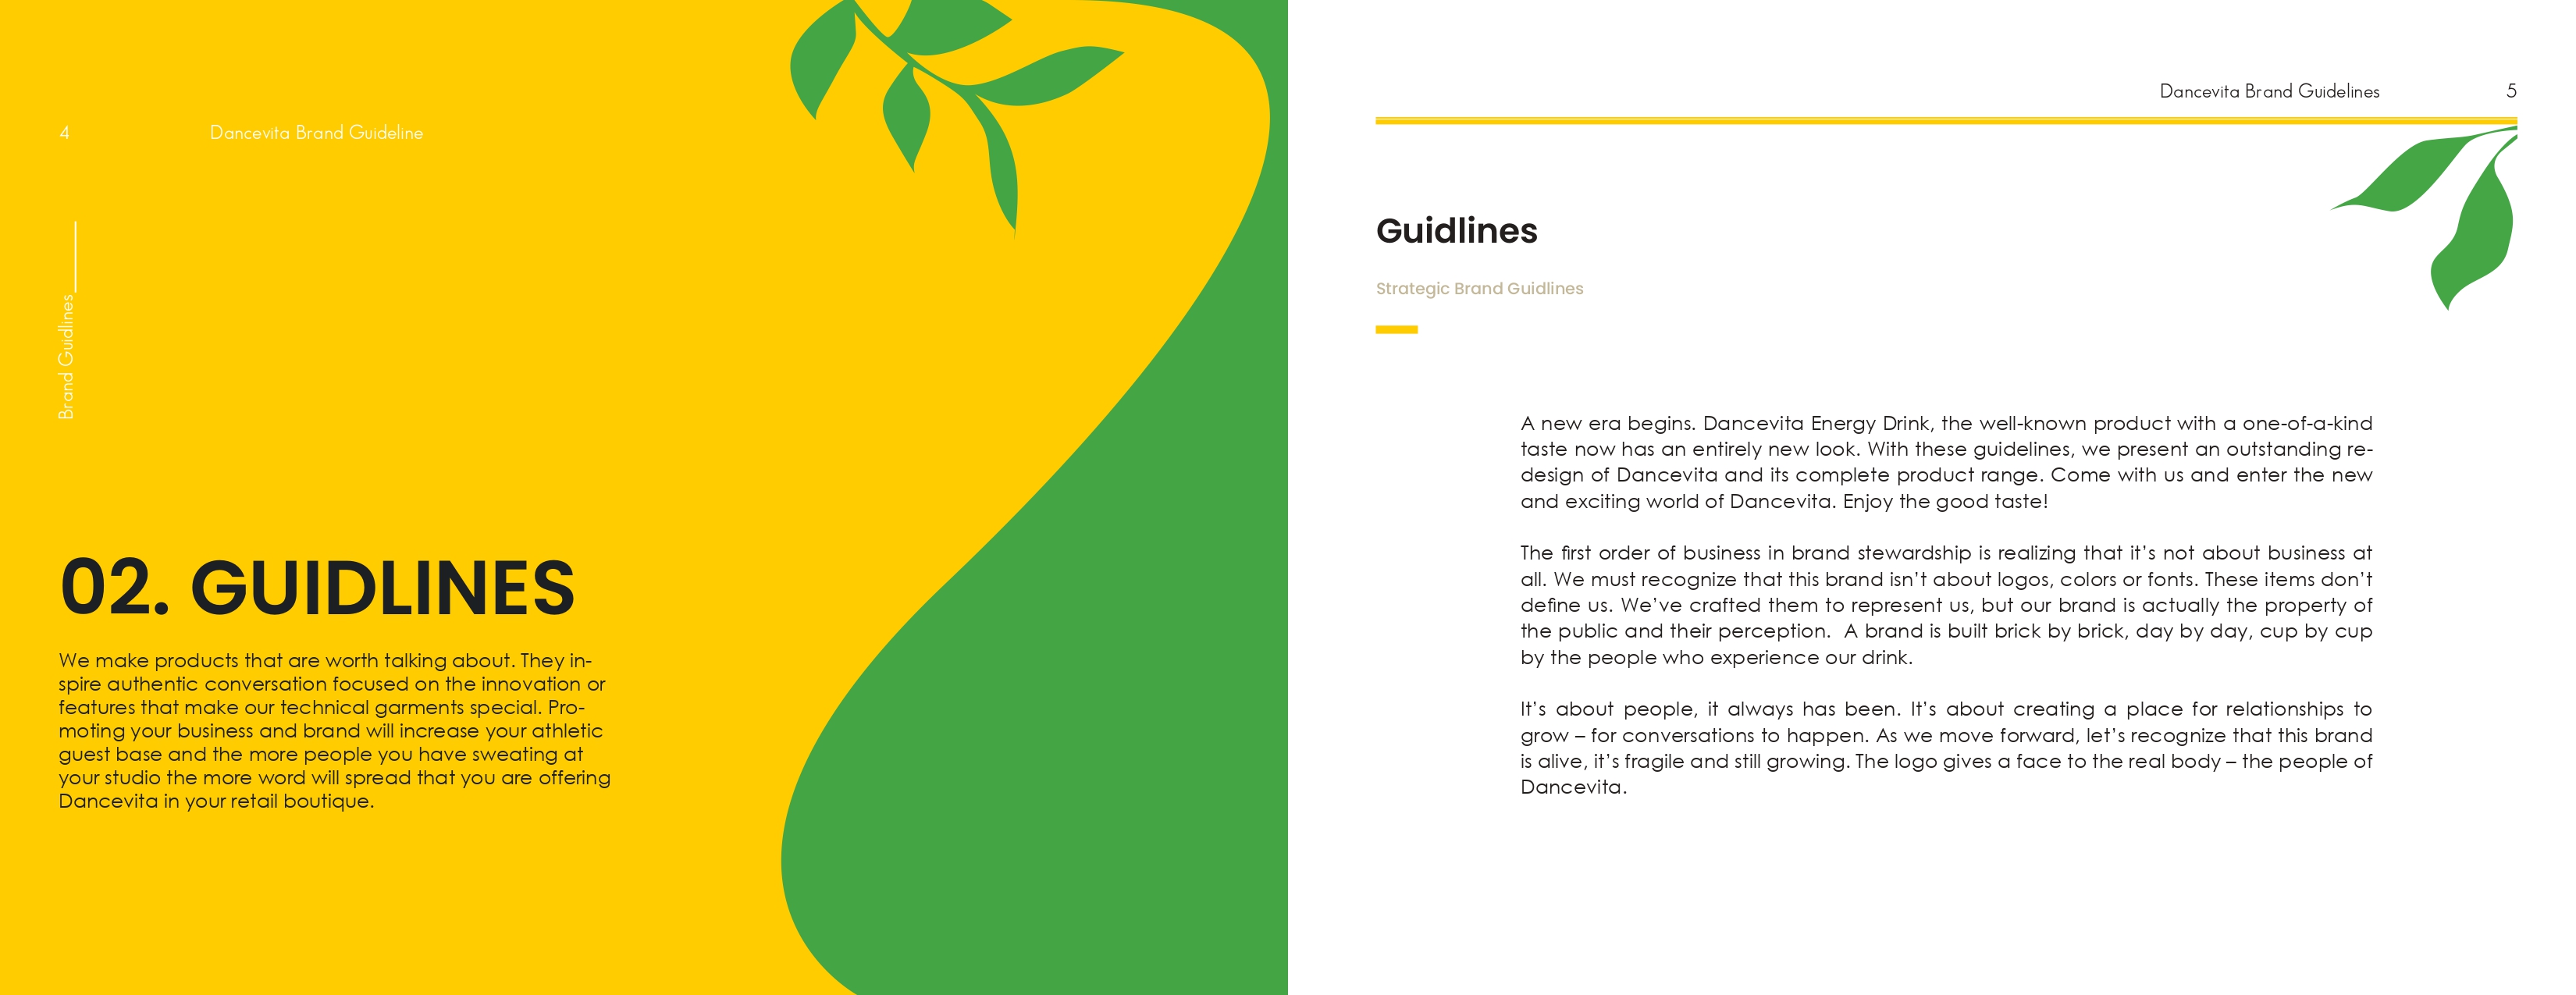 4 Dancevita Brand Guideline
Brand Guidlines
02. GUIDLINES
We make products that are worth talking about. They in-
spire authentic conversation focused on the innovation or
features that make our technical garments special. Pro-
moting your business and brand will increase your athletic
guest base and the more people you have sweating at
your studio the more word will spread that you are offering
Dancevita in your retail boutique.
Dancevita Brand Guidelines 5
Guidlines
Strategic Brand Guidlines
A new era begins. Dancevita Energy Drink, the well-known product with a one-of-a-kind
taste now has an entirely new look. With these guidelines, we present an outstanding re-
design of Dancevita and its complete product range. Come with us and enter the new
and exciting world of Dancevita. Enjoy the good taste!
The first order of business in brand stewardship is realizing that it’s not about business at
all. We must recognize that this brand isn’t about logos, colors or fonts. These items don’t
define us. We’ve crafted them to represent us, but our brand is actually the property of
the public and their perception.  A brand is built brick by brick, day by day, cup by cup
by the people who experience our drink.
It’s about people, it always has been. It’s about creating a place for relationships to
grow – for conversations to happen. As we move forward, let’s recognize that this brand
is alive, it’s fragile and still growing. The logo gives a face to the real body – the people of
Dancevita.